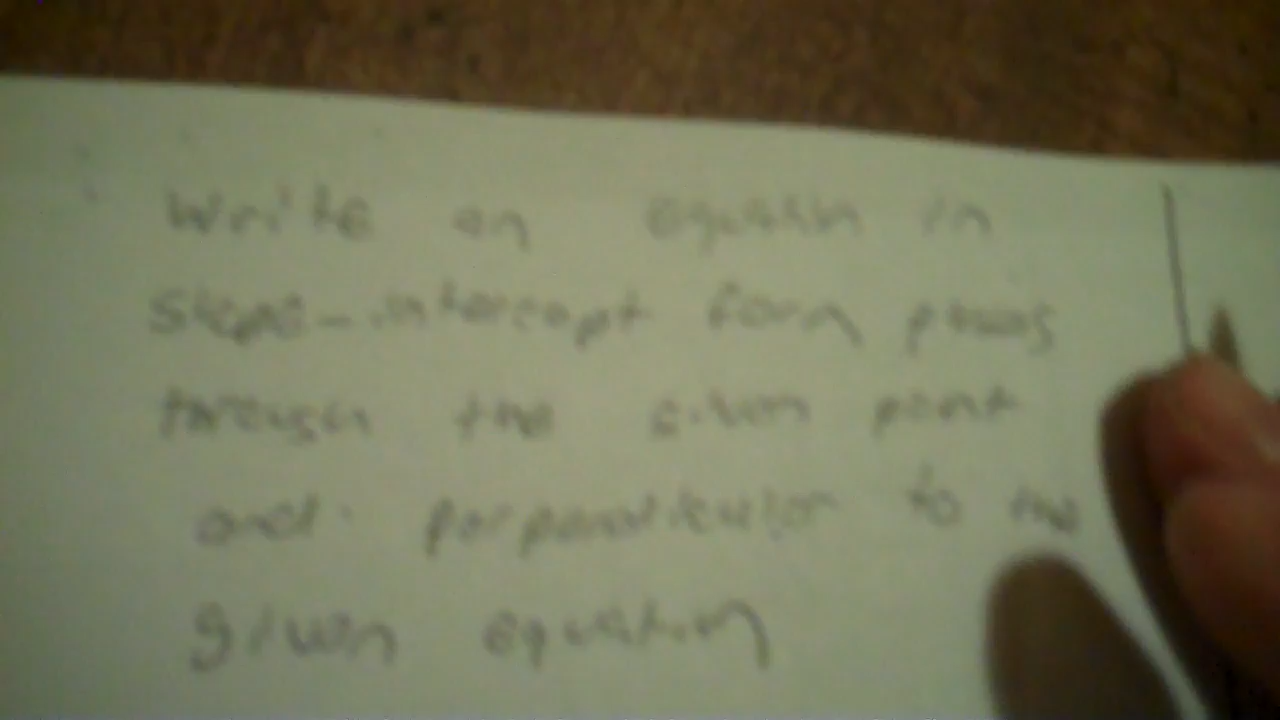 Write an equation in
slope-intercept form passes
through the given point
and perpendicular to the
given equation